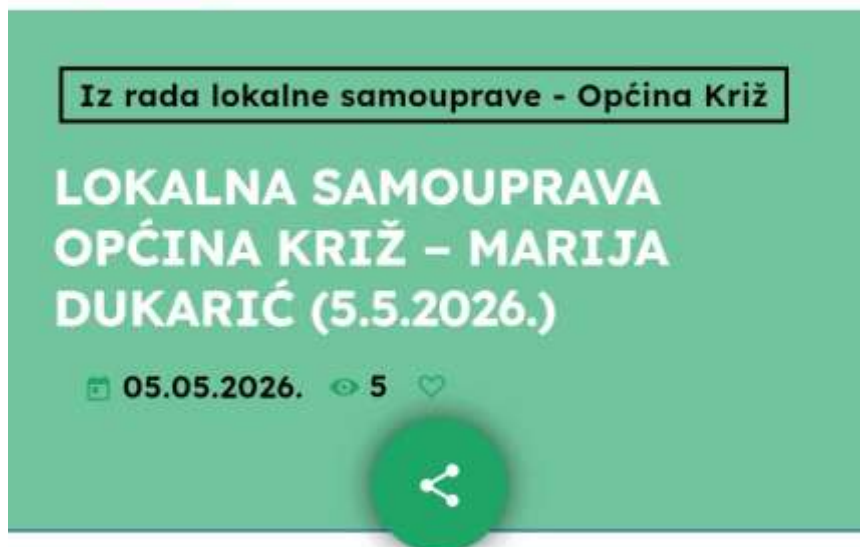 Iz rada lokalne samouprave - Općina Križ
LOKALNA SAMOUPRAVA
OPĆINA KRIŽ – MARIJA
DUKARIĆ (5.5.2026.)
05.05.2026. 5